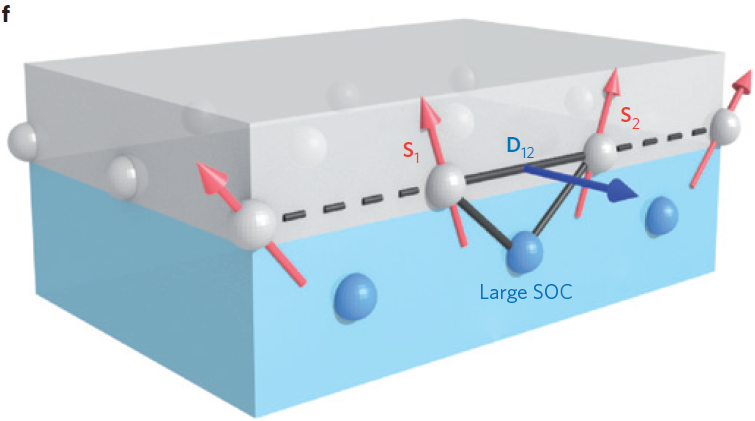 f
S₁
D₁₂
S₂
Large SOC